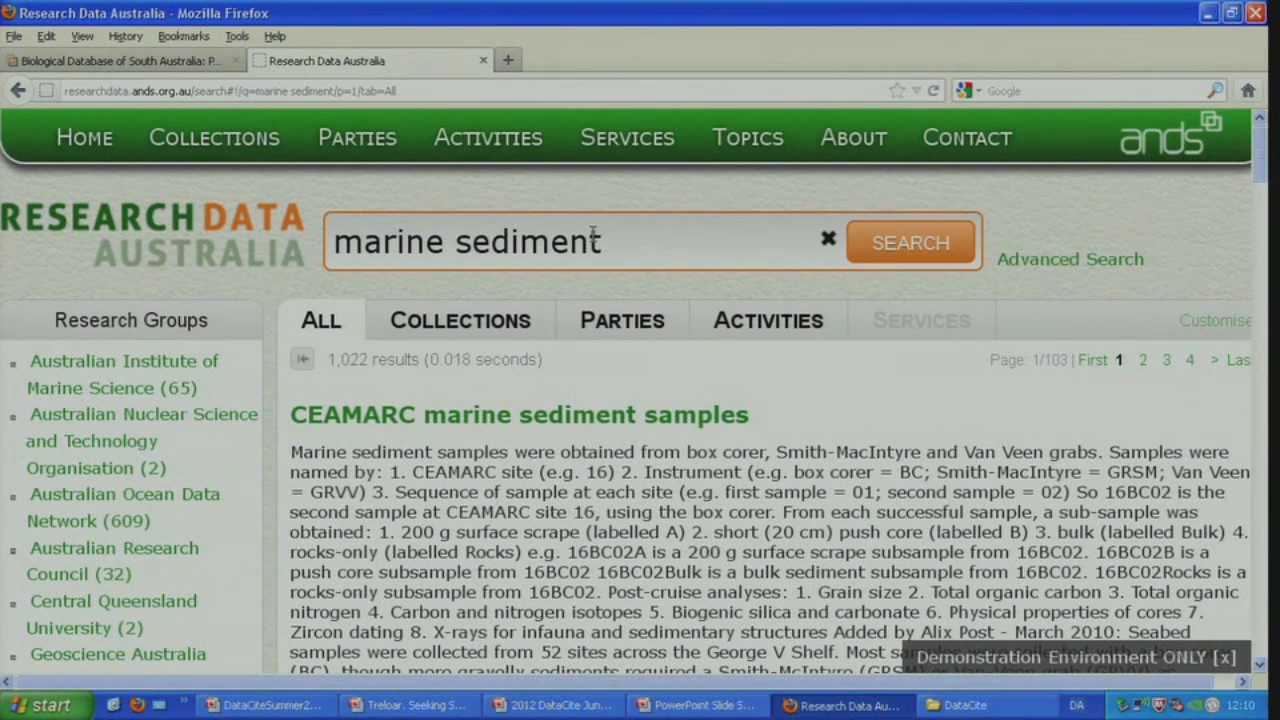 Research Data Australia - Mozilla Firefox
File Edit View History Bookmarks Tools Help
Biological Database of South Australia: P...
Research Data Australia
researchdata.ands.org.au/search#!/q=marine sediment/p=1/tab=All
Google
HOME COLLECTIONS PARTIES ACTIVITIES SERVICES TOPICS ABOUT CONTACT
ands
RESEARCH DATA
AUSTRALIA
marine sediment
SEARCH
Advanced Search
Research Groups
Australian Institute of
Marine Science (65)
Australian Nuclear Science
and Technology
Organisation (2)
Australian Ocean Data
Network (609)
Australian Research
Council (32)
Central Queensland
University (2)
Geoscience Australia
ALL COLLECTIONS PARTIES ACTIVITIES SERVICES
Customise
1,022 results (0.018 seconds)
Page: 1/103 | First 1 2 3 4 > Las
CEAMARC marine sediment samples
Marine sediment samples were obtained from box corer, Smith-MacIntyre and Van Veen grabs. Samples were
named by: 1. CEAMARC site (e.g. 16) 2. Instrument (e.g. box corer = BC; Smith-MacIntyre = GRSM; Van Veen
= GRVV) 3. Sequence of sample at each site (e.g. first sample = 01; second sample = 02) So 16BC02 is the
second sample at CEAMARC site 16, using the box corer. From each successful sample, a sub-sample was
obtained: 1. 200 g surface scrape (labelled A) 2. short (20 cm) push core (labelled B) 3. bulk (labelled Bulk) 4.
rocks-only (labelled Rocks) e.g. 16BC02A is a 200 g surface scrape subsample from 16BC02. 16BC02B is a
push core subsample from 16BC02 16BC02Bulk is a bulk sediment subsample from 16BC02. 16BC02Rocks is a
rocks-only subsample from 16BC02. Post-cruise analyses: 1. Grain size 2. Total organic carbon 3. Total organic
nitrogen 4. Carbon and nitrogen isotopes 5. Biogenic silica and carbonate 6. Physical properties of cores 7.
Zircon dating 8. X-rays for infauna and sedimentary structures Added by Alix Post - March 2010: Seabed
samples were collected from 52 sites across the George V Shelf. Most
(BC), though more gravelly sediments required a Smith-McIntyre (GRSM)
Demonstration Environment ONLY [x]
start
DataCiteSummer2...
Treloar. Seeking S...
2012 DataCite Jun...
PowerPoint Slide S...
Research Data Au...
DataCite
DA
12:10